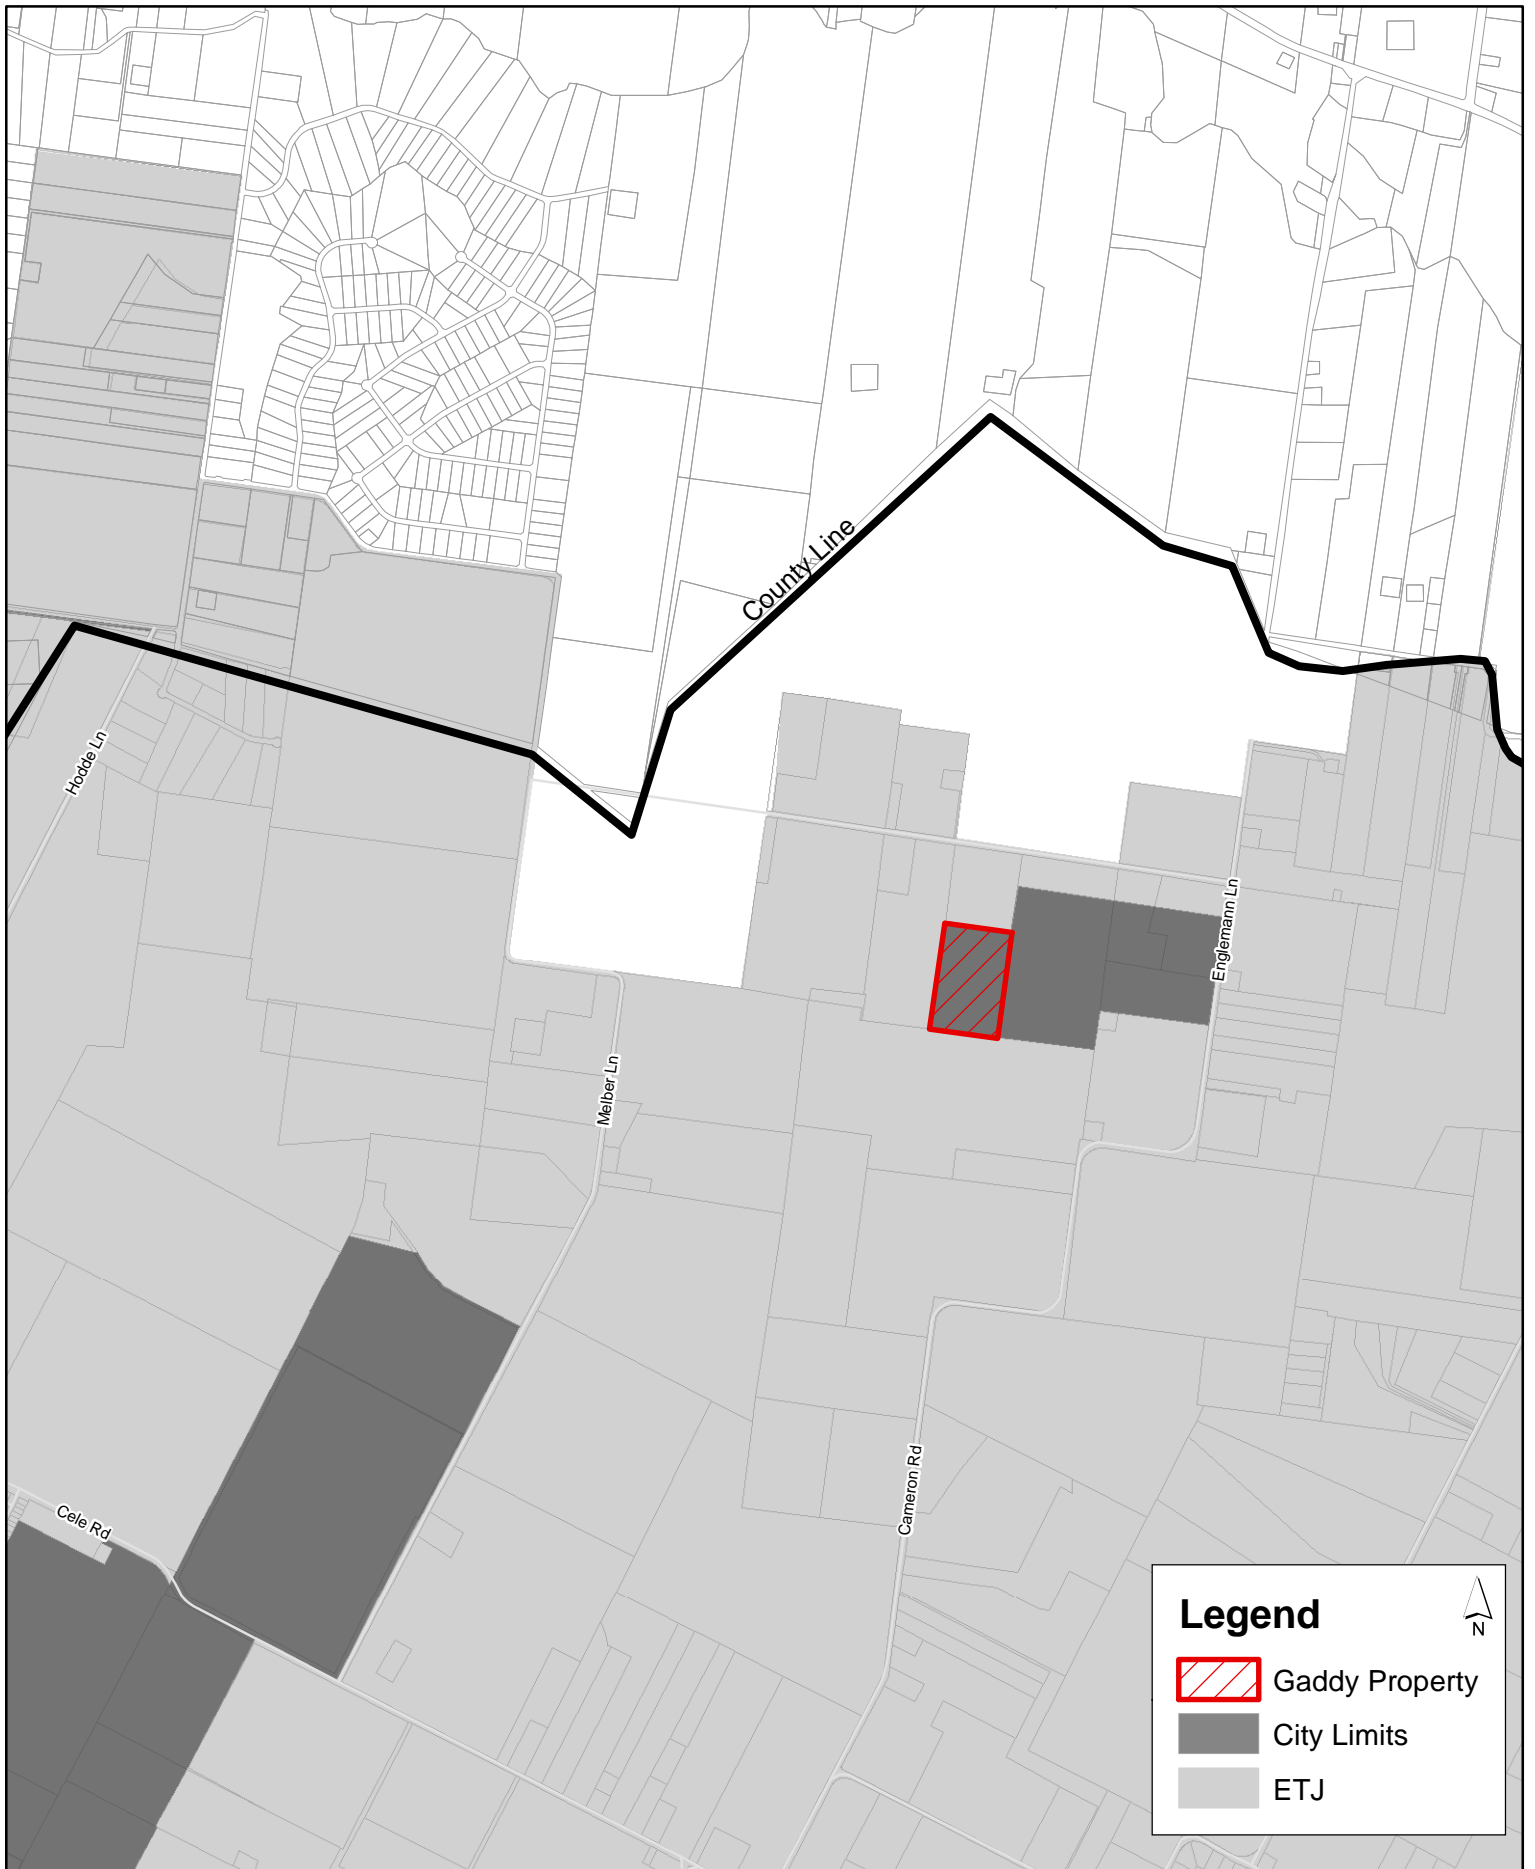 County Line
Hodde Ln
Englemann Ln
Melber Ln
Cameron Rd
Cele Rd
Legend
N
Gaddy Property
City Limits
ETJ